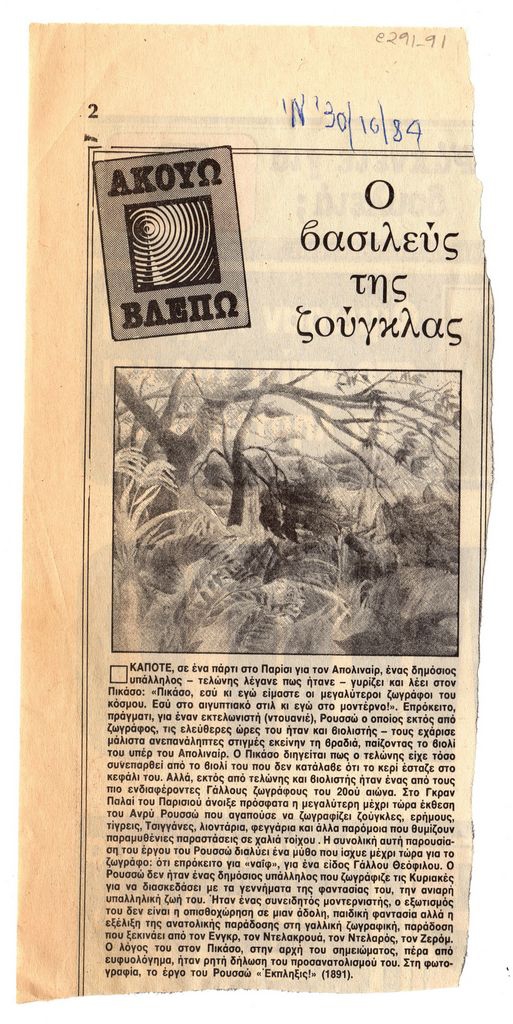 e291-91
'Ν' 30/10/84
2
ΑΚΟΥΩ
ΒΛΕΠΩ
Ο
βασιλεύς
της
ζούγκλας
ΚΑΠΟΤΕ, σε ένα πάρτι στο Παρίσι για τον Απολιναίρ, ένας δημόσιος
υπάλληλος – τελώνης λέγανε πως ήτανε – γυρίζει και λέει στον
Πικάσο: «Πικάσο, εσύ κι εγώ είμαστε οι μεγαλύτεροι ζωγράφοι του
κόσμου. Εσύ στο αιγυπτιακό στιλ κι εγώ στο μοντέρνο!». Επρόκειτο,
πράγματι, για έναν εκτελωνιστή (ντουανιέ), Ρουσσώ ο οποίος εκτός από
ζωγράφος, τις ελεύθερες ώρες του ήταν και βιολιστής – τους εχάρισε
μάλιστα ανεπανάληπτες στιγμές εκείνην τη βραδιά, παίζοντας το βιολί
του υπέρ του Απολιναίρ. Ο Πικάσο διηγείται πως ο τελώνης είχε τόσο
συνεπαρθεί από το βιολί του που δεν κατάλαβε ότι το κερί έσταζε στο
κεφάλι του. Αλλά, εκτός από τελώνης και βιολιστής ήταν ένας από τους
πιο ενδιαφέροντες Γάλλους ζωγράφους του 20ού αιώνα. Στο Γκραν
Παλαί του Παρισιού άνοιξε πρόσφατα η μεγαλύτερη μέχρι τώρα έκθεση
του Ανρύ Ρουσσώ που αγαπούσε να ζωγραφίζει ζούγκλες, ερήμους,
τίγρεις, Τσιγγάνες, λιοντάρια, φεγγάρια και άλλα παρόμοια που θυμίζουν
παραμυθένιες παραστάσεις σε χαλιά τοίχου . Η συνολική αυτή παρουσία-
ση του έργου του Ρουσσώ διαλύει ένα μύθο που ίσχυε μέχρι τώρα για το
ζωγράφο: ότι επρόκειτο για «ναΐφ», για ένα είδος Γάλλου Θεόφιλου. Ο
Ρουσσώ δεν ήταν ένας δημόσιος υπάλληλος που ζωγράφιζε τις Κυριακές
για να διασκεδάσει με τα γεννήματα της φαντασίας του, την ανιαρή
υπαλληλική ζωή του. Ήταν ένας συνειδητός μοντερνιστής, ο εξωτισμός
του δεν είναι η οπισθοχώρηση σε μιαν άδολη, παιδική φαντασία αλλά η
εξέλιξη της ανατολικής παράδοσης στη γαλλική ζωγραφική, παράδοση
που ξεκινάει από τον Ενγκρ, τον Ντελακρουά, τον Ντελαρός, τον Ζερόμ.
Ο λόγος του στον Πικάσο, στην αρχή του σημειώματος, πέρα από
ευφυολόγημα, ήταν ρητή δήλωση του προσανατολισμού του. Στη φωτο-
γραφία, το έργο του Ρουσσώ «Έκπληξις!» (1891).